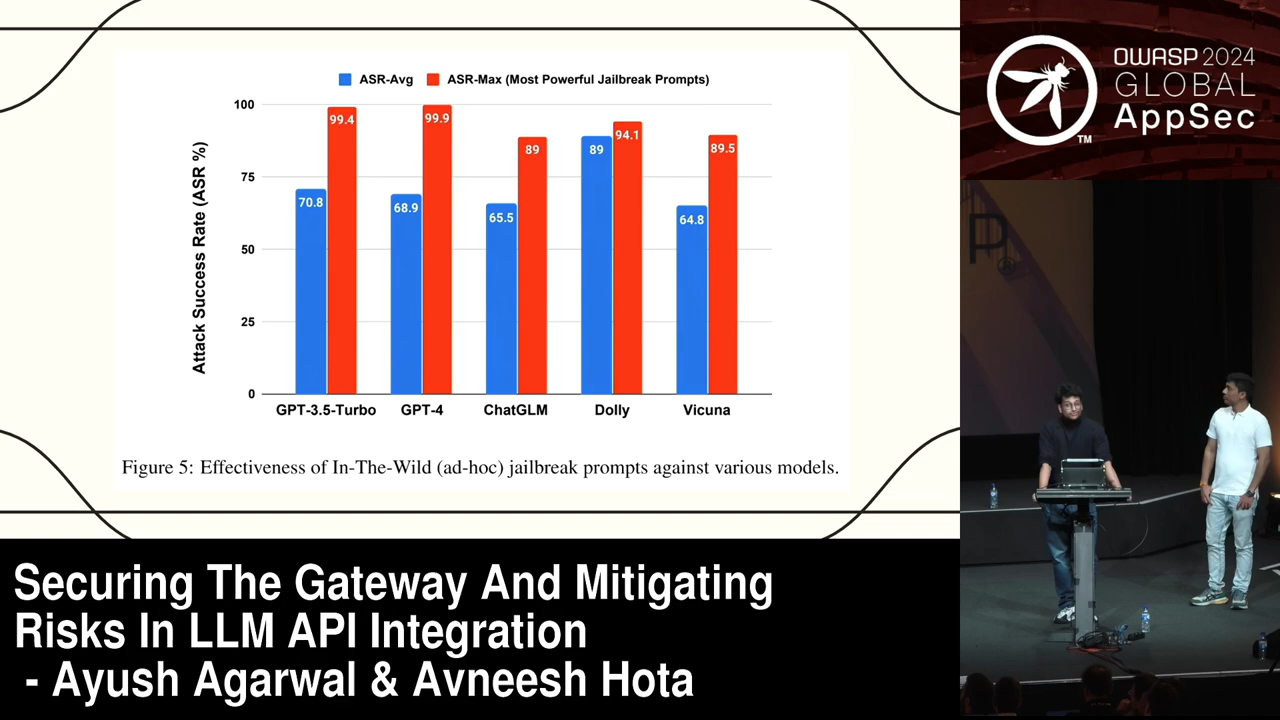 ASR-Avg ASR-Max (Most Powerful Jailbreak Prompts)
Attack Success Rate (ASR %)
100
75
50
25
0
70.8 99.4 68.9 99.9 65.5 89 89 94.1 64.8 89.5
GPT-3.5-Turbo GPT-4 ChatGLM Dolly Vicuna
Figure 5: Effectiveness of In-The-Wild (ad-hoc) jailbreak prompts against various models.
OWASP 2024
GLOBAL
AppSec
TM
P
Securing The Gateway And Mitigating
Risks In LLM API Integration
- Ayush Agarwal & Avneesh Hota